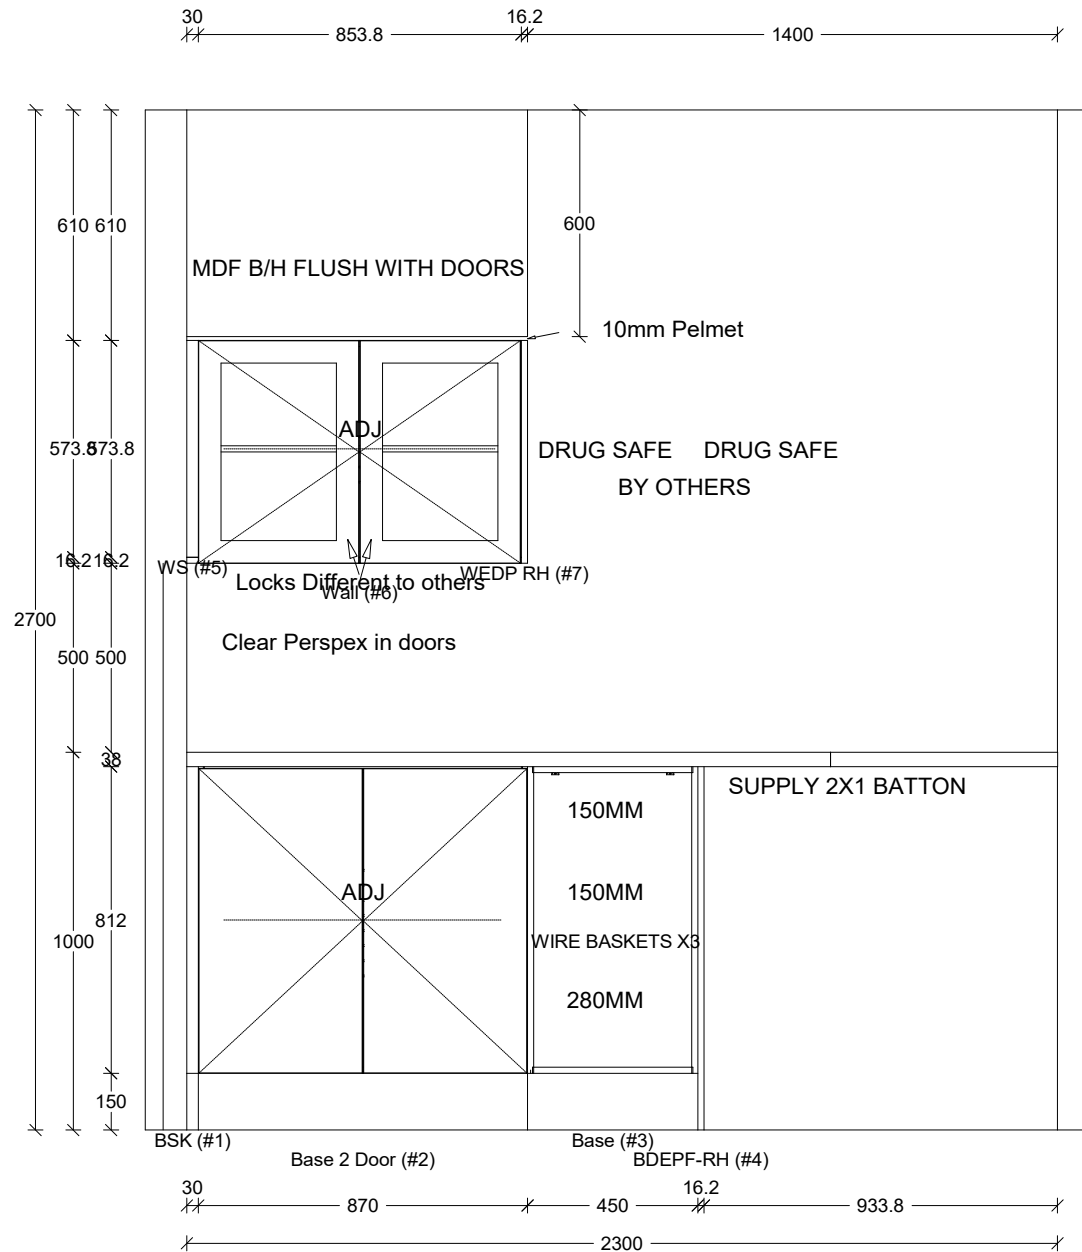 30
853.8
16.2
1400
610
610
600
MDF B/H FLUSH WITH DOORS
10mm Pelmet
ADJ
573.8
573.8
DRUG SAFE DRUG SAFE
BY OTHERS
16.2
16.2
WS (#5)
WEDP RH (#7)
Locks Different to others
Wall (#6)
2700
Clear Perspex in doors
500
500
38
SUPPLY 2X1 BATTON
150MM
ADJ
150MM
812
1000
WIRE BASKETS X3
280MM
150
BSK (#1)
Base (#3)
Base 2 Door (#2)
BDEPF-RH (#4)
30
870
450
16.2
933.8
2300